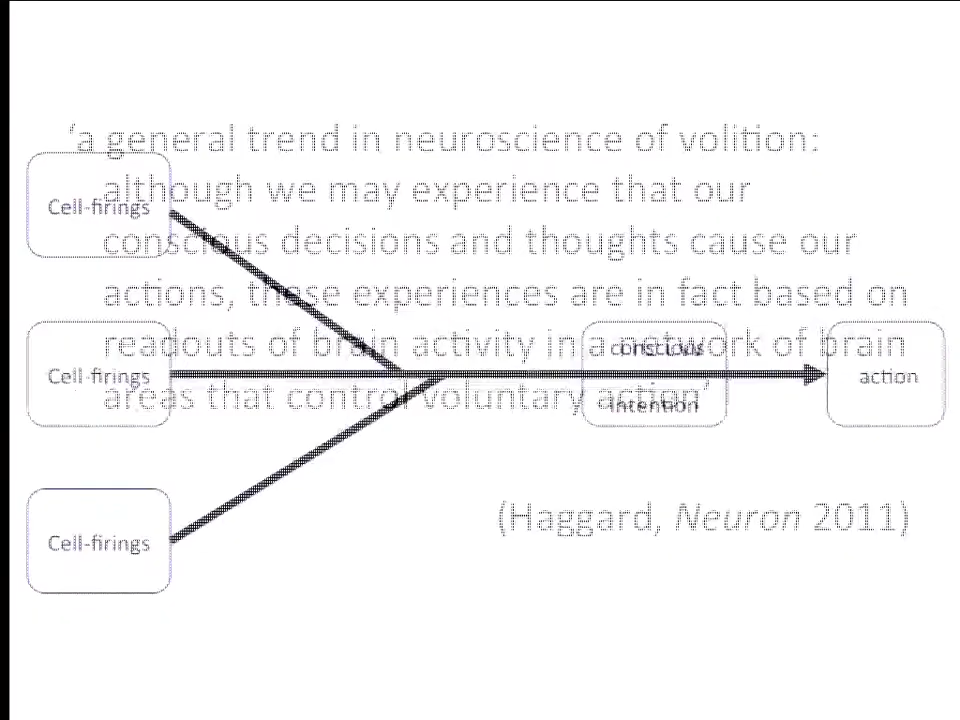 ‘a general trend in neuroscience of volition:
although we may experience that our
conscious decisions and thoughts cause our
actions, these experiences are in fact based on
readouts of brain activity in a network of brain
areas that control voluntary action’
(Haggard, Neuron 2011)
Cell-firings
Cell-firings
Cell-firings
conscious
intention
action